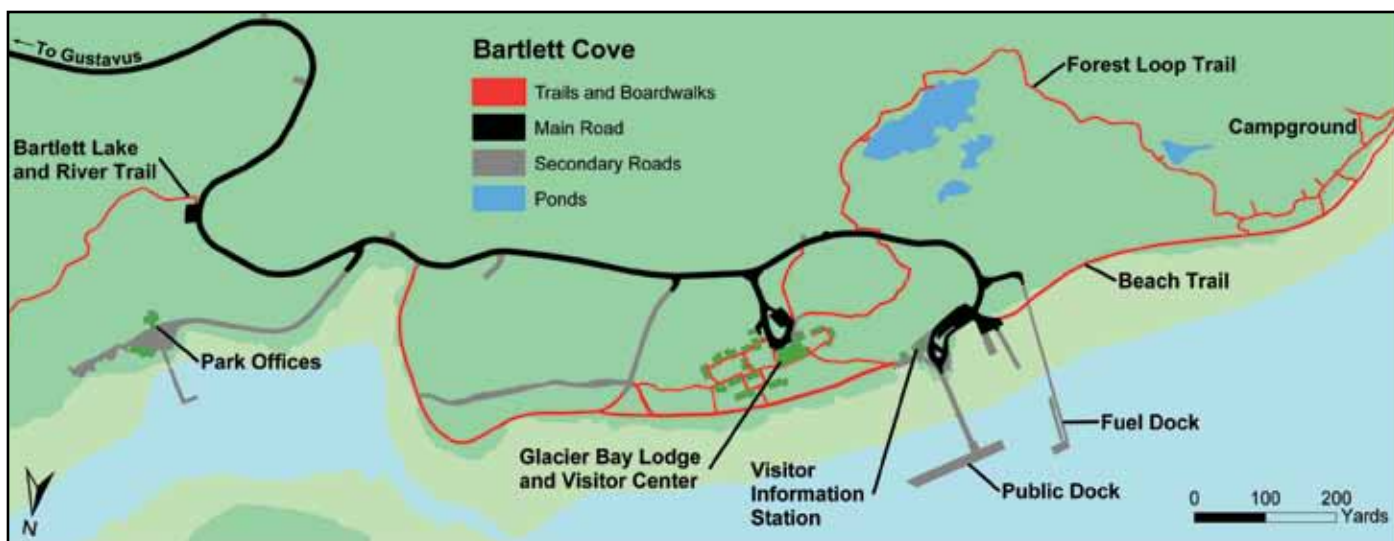 ← To Gustavus
Bartlett Cove
Trails and Boardwalks
Main Road
Secondary Roads
Ponds
Forest Loop Trail
Campground
Bartlett Lake
and River Trail
Beach Trail
Park Offices
Glacier Bay Lodge
and Visitor Center
Visitor
Information
Station
Fuel Dock
Public Dock
N
0 100 200
Yards